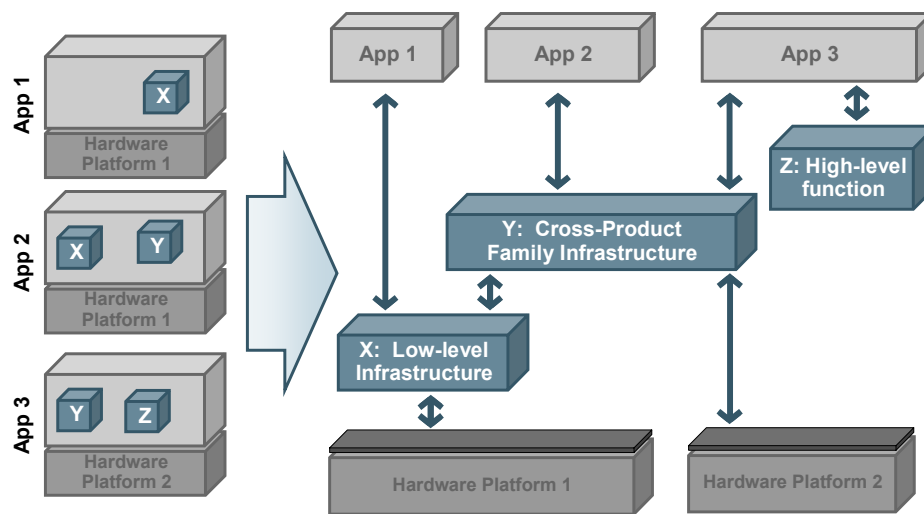 App 1
X
Hardware
Platform 1
App 2
X
Y
Hardware
Platform 1
App 3
Y
Z
Hardware
Platform 2
App 1
App 2
App 3
Z: High-level
function
Y: Cross-Product
Family Infrastructure
X: Low-level
Infrastructure
Hardware Platform 1
Hardware Platform 2